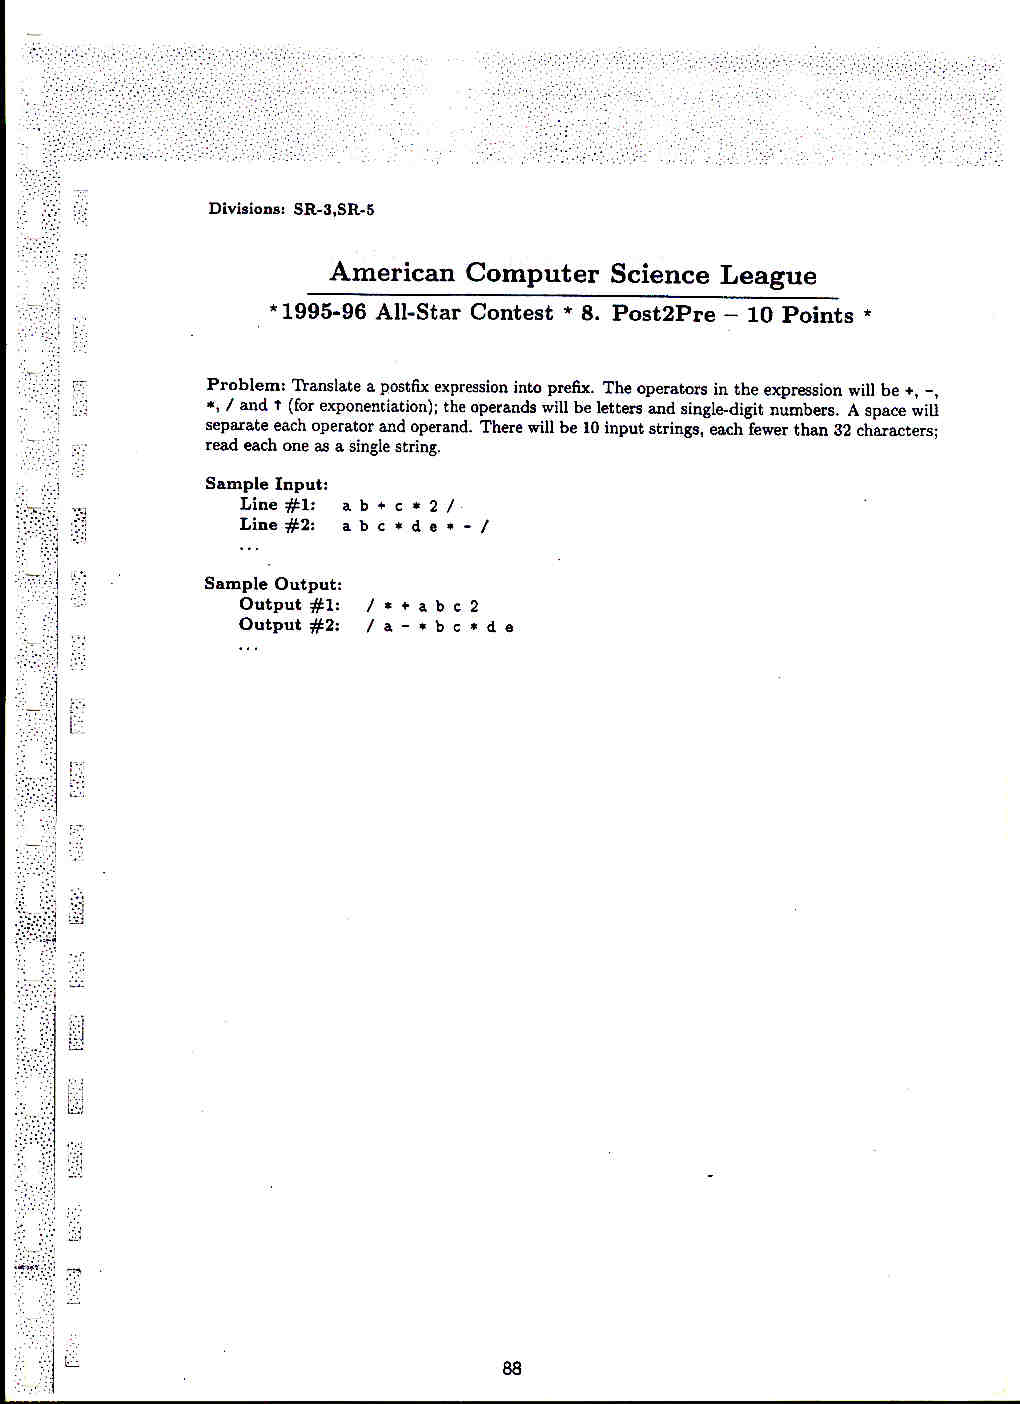 Divisions: SR-3,SR-5
American Computer Science League
*1995-96 All-Star Contest * 8. Post2Pre – 10 Points *
Problem: Translate a postfix expression into prefix. The operators in the expression will be +, -,
*, / and ↑ (for exponentiation); the operands will be letters and single-digit numbers. A space will
separate each operator and operand. There will be 10 input strings, each fewer than 32 characters;
read each one as a single string.
Sample Input:
Line #1: a b + c * 2 /
Line #2: a b c * d e * - /
...
Sample Output:
Output #1: / * + a b c 2
Output #2: / a - * b c * d e
...
88